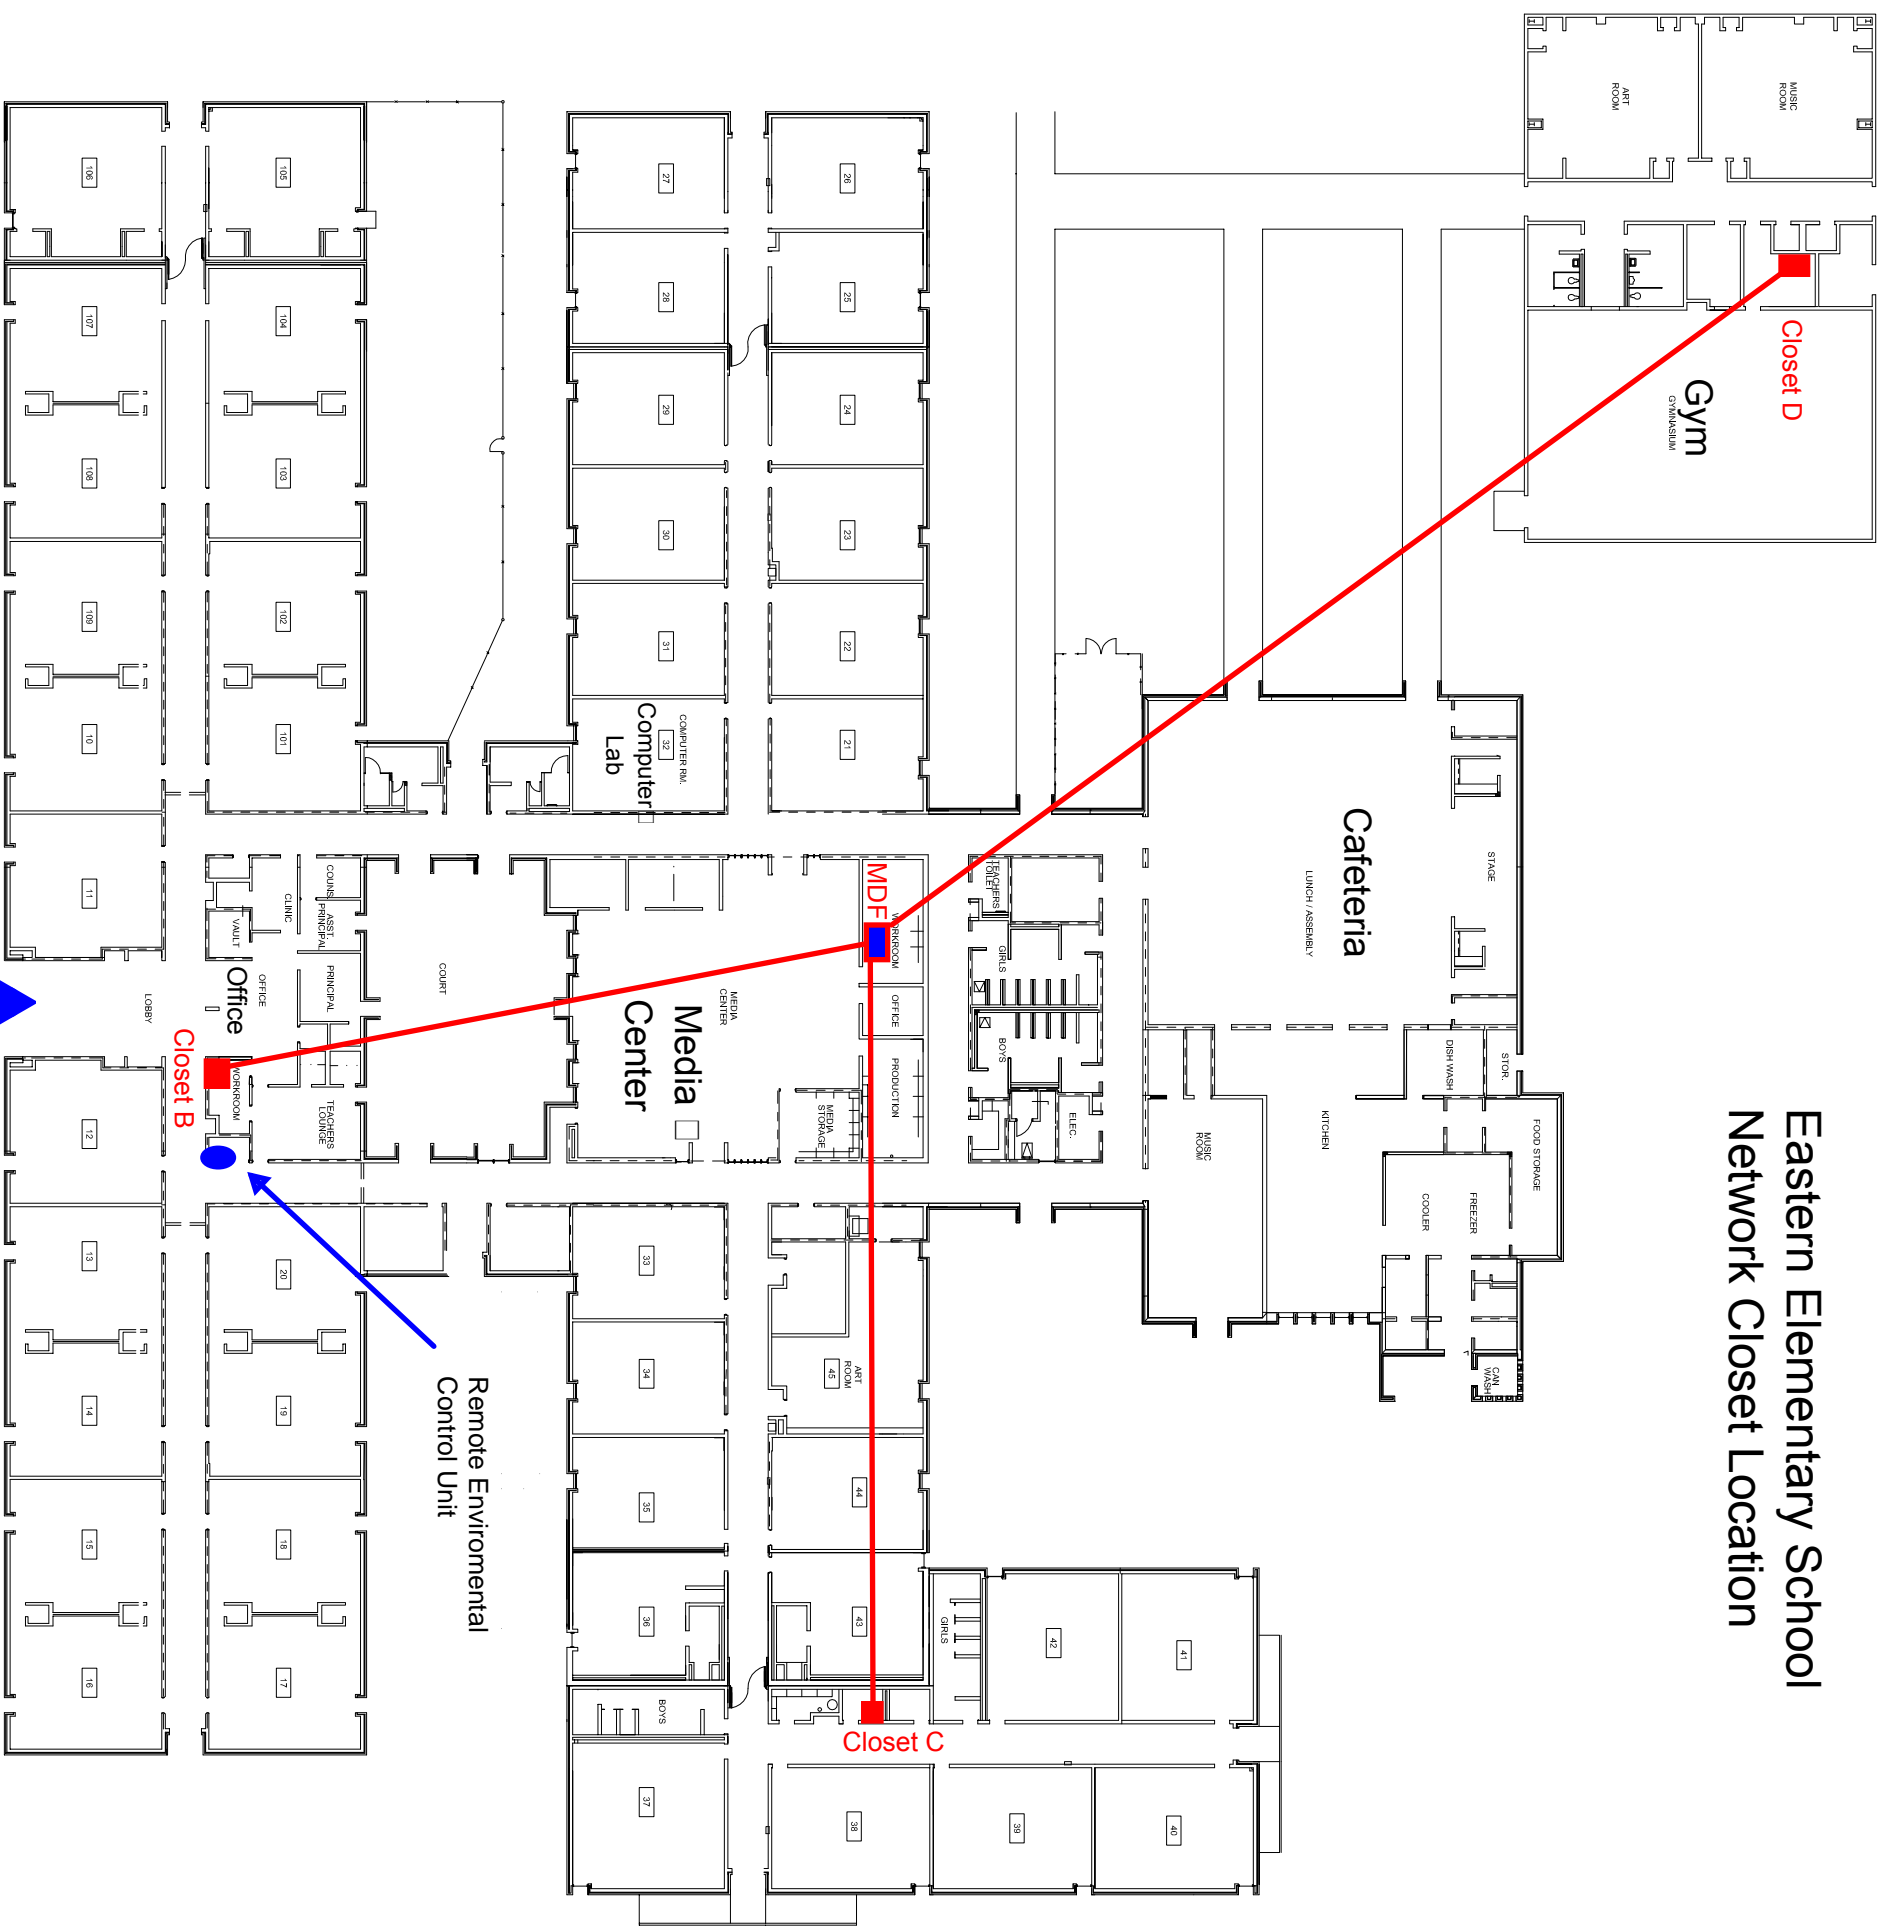 Eastern Elementary School
Network Closet Location
MUSIC
ROOM
ART
ROOM
Closet D
Gym
GYMNASIUM
STAGE
Cafeteria
LUNCH / ASSEMBLY
STOR.
DISH WASH
FOOD STORAGE
KITCHEN
FREEZER
COOLER
CAN
WASH
MUSIC
ROOM
TEACHERS
TOILET
GIRLS
BOYS
ELEC.
MDF
WORKROOM
OFFICE
PRODUCTION
MEDIA
STORAGE
MEDIA
CENTER
Media
Center
COMPUTER RM.
32
Computer
Lab
26
25
24
23
22
21
27
28
29
30
31
COURT
COUNS.
ASST.
PRINCIPAL
PRINCIPAL
CLINIC
VAULT
OFFICE
Office
WORKROOM
TEACHERS
LOUNGE
LOBBY
Closet B
Remote Enviromental
Control Unit
105
104
103
102
101
106
107
108
109
10
11
12
13
14
15
16
20
19
18
17
33
34
35
36
BOYS
37
ART
ROOM
45
44
43
GIRLS
42
41
Closet C
38
39
40